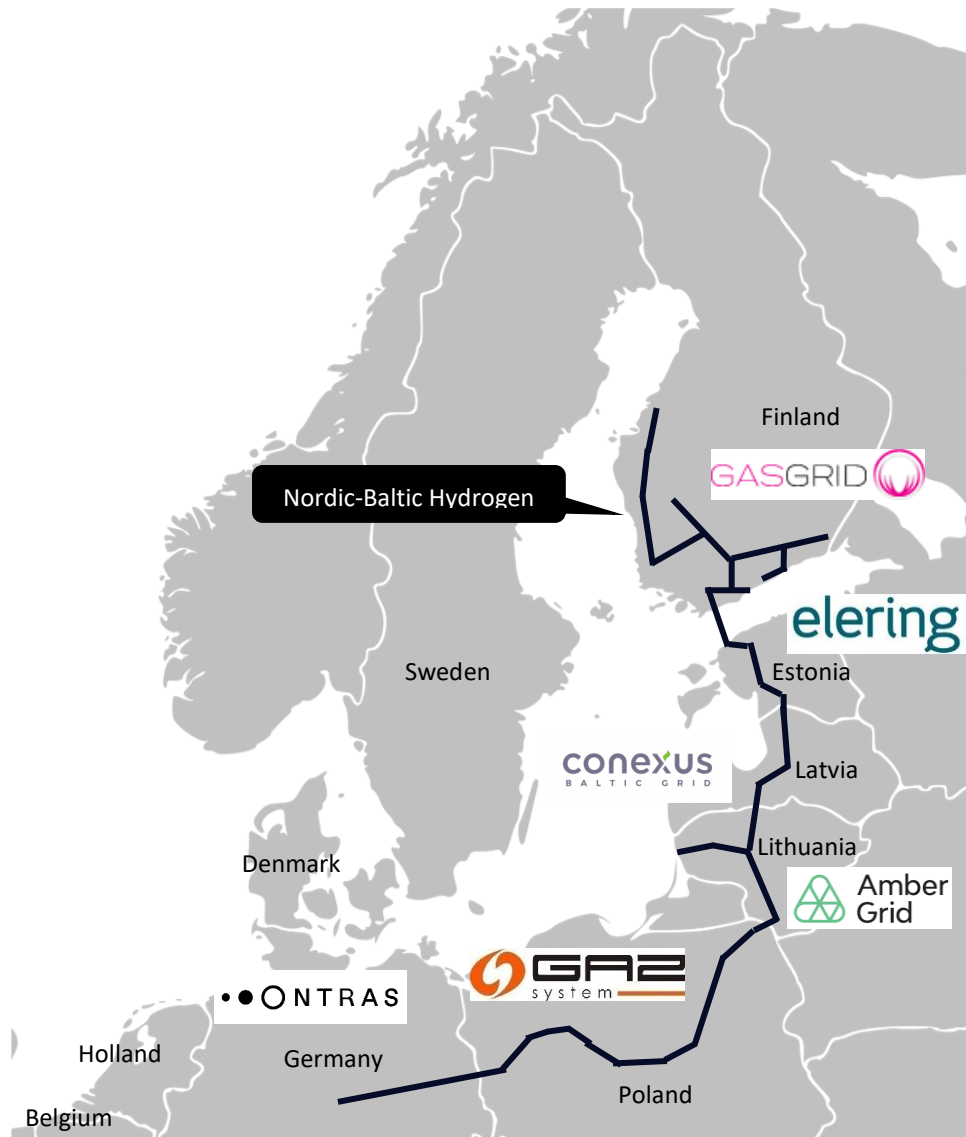 Finland
GASGRID
Nordic-Baltic Hydrogen
elering
Sweden
Estonia
conexus
BALTIC GRID
Latvia
Denmark
Lithuania
Amber
Grid
GAZ
system
ONTRAS
Holland
Germany
Poland
Belgium